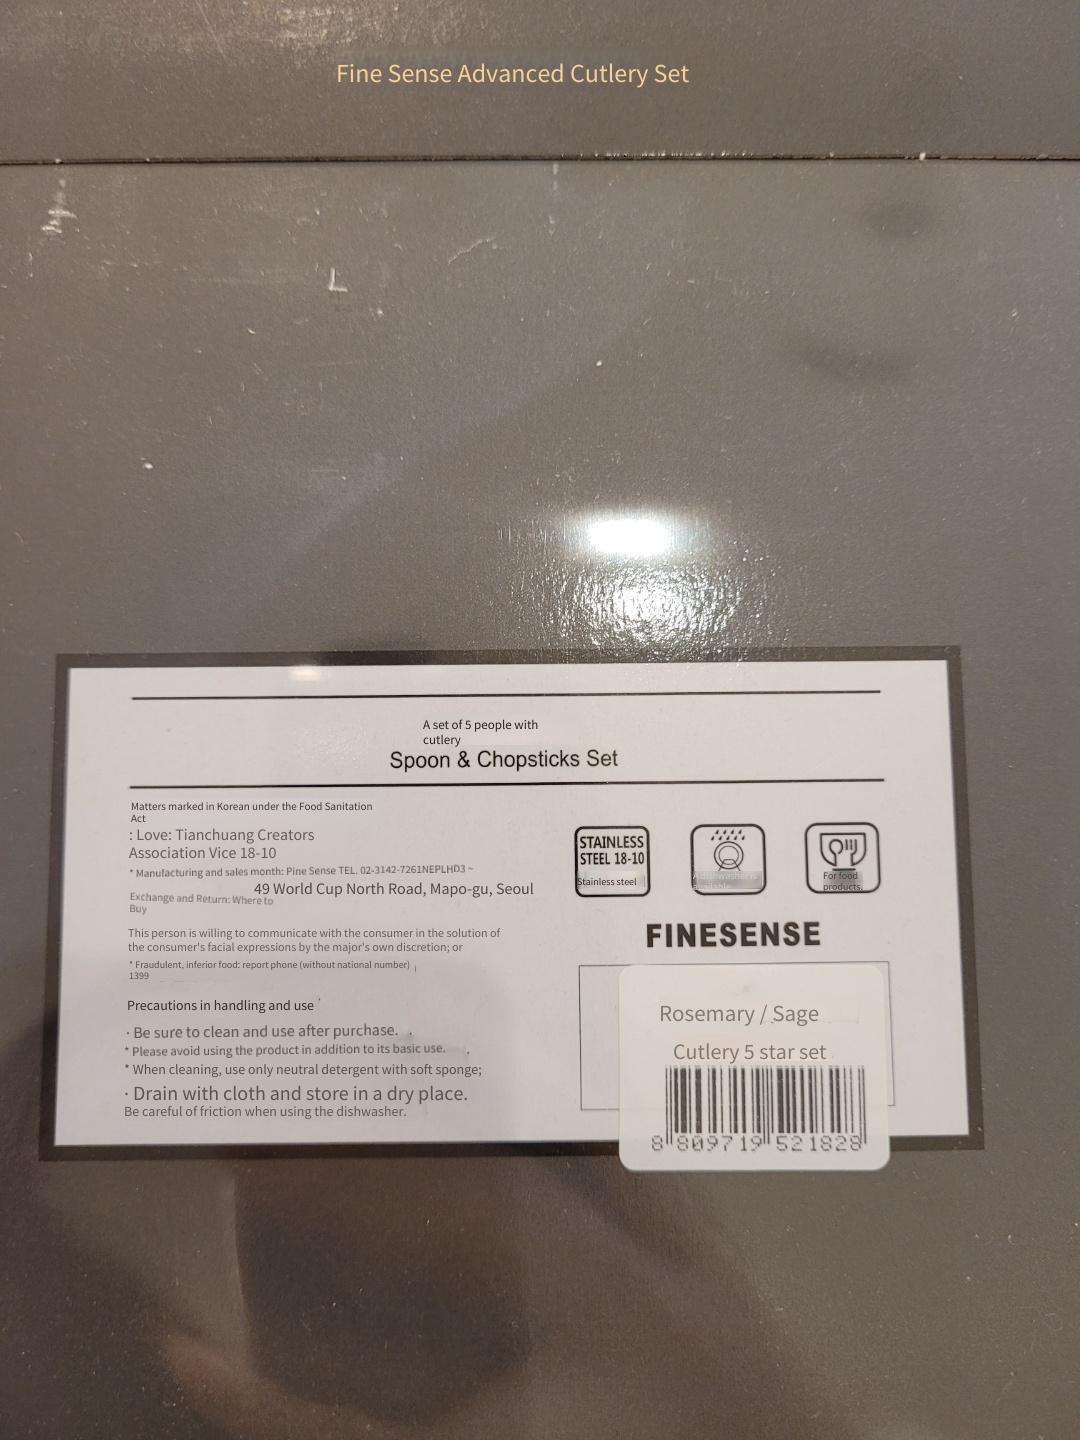 Fine Sense Advanced Cutlery Set
A set of 5 people with
cutlery
Spoon & Chopsticks Set
Matters marked in Korean under the Food Sanitation
Act
: Love: Tianchuang Creators
Association Vice 18-10
* Manufacturing and sales month: Pine Sense TEL. 02-3142-7261NEPLHD3 ~
49 World Cup North Road, Mapo-gu, Seoul
Exchange and Return: Where to
Buy
This person is willing to communicate with the consumer in the solution of
the consumer's facial expressions by the major's own discretion; or
* Fraudulent, inferior food: report phone (without national number)
1399
Precautions in handling and use
· Be sure to clean and use after purchase.
* Please avoid using the product in addition to its basic use.
* When cleaning, use only neutral detergent with soft sponge;
· Drain with cloth and store in a dry place.
Be careful of friction when using the dishwasher.
STAINLESS
STEEL 18-10
Stainless steel
A dishwasher is
available
For food
products.
FINESENSE
Rosemary / Sage
Cutlery 5 star set
8 809719 521828